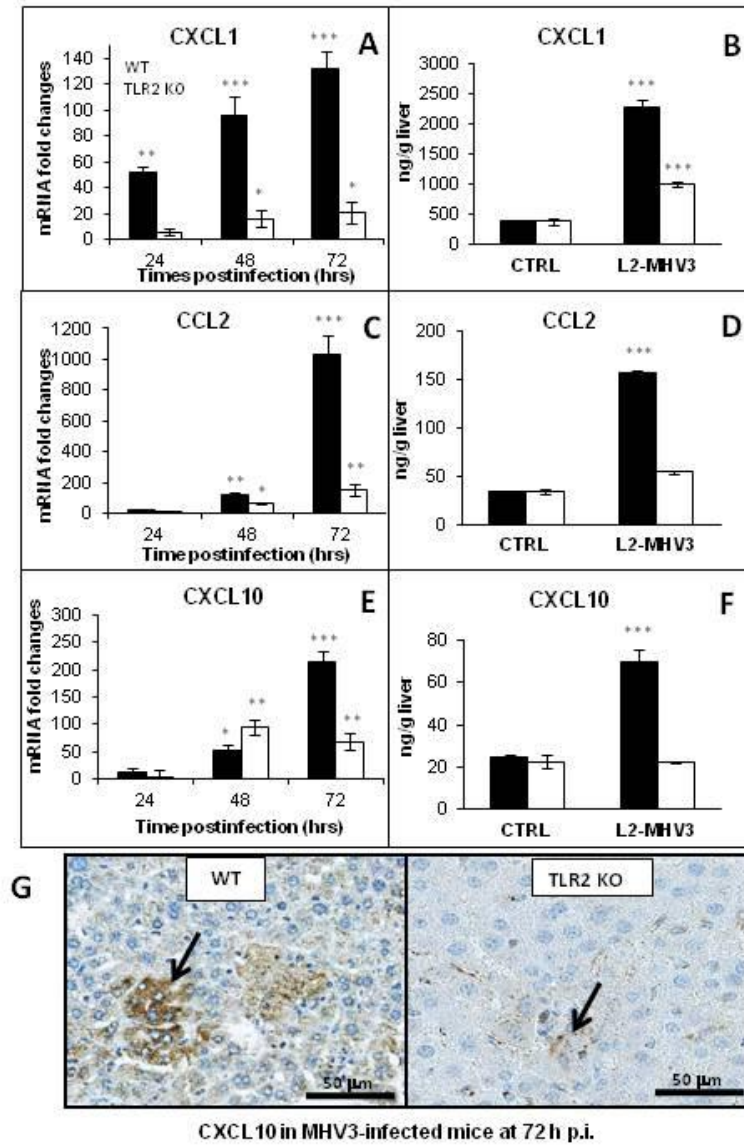 CXCL1
A
140
120
100
80
60
40
20
0
mRNA fold changes
WT
TLR2 KO
**
***
*
***
*
24 48 72
Times postinfection (hrs)
CXCL1
B
3000
2500
2000
1500
1000
500
0
ng/g liver
***
***
CTRL L2-MHV3
CCL2
C
1200
1000
800
600
400
200
0
mRNA fold changes
**
*
***
**
24 48 72
Time postinfection (hrs)
CCL2
D
200
150
100
50
0
ng/g liver
***
CTRL L2-MHV3
CXCL10
E
300
250
200
150
100
50
0
mRNA fold changes
*
**
***
**
24 48 72
Time postinfection (hrs)
CXCL10
F
80
60
40
20
0
ng/g liver
***
CTRL L2-MHV3
G
WT
50 µm
TLR2 KO
50 µm
CXCL10 in MHV3-infected mice at 72 h p.i.